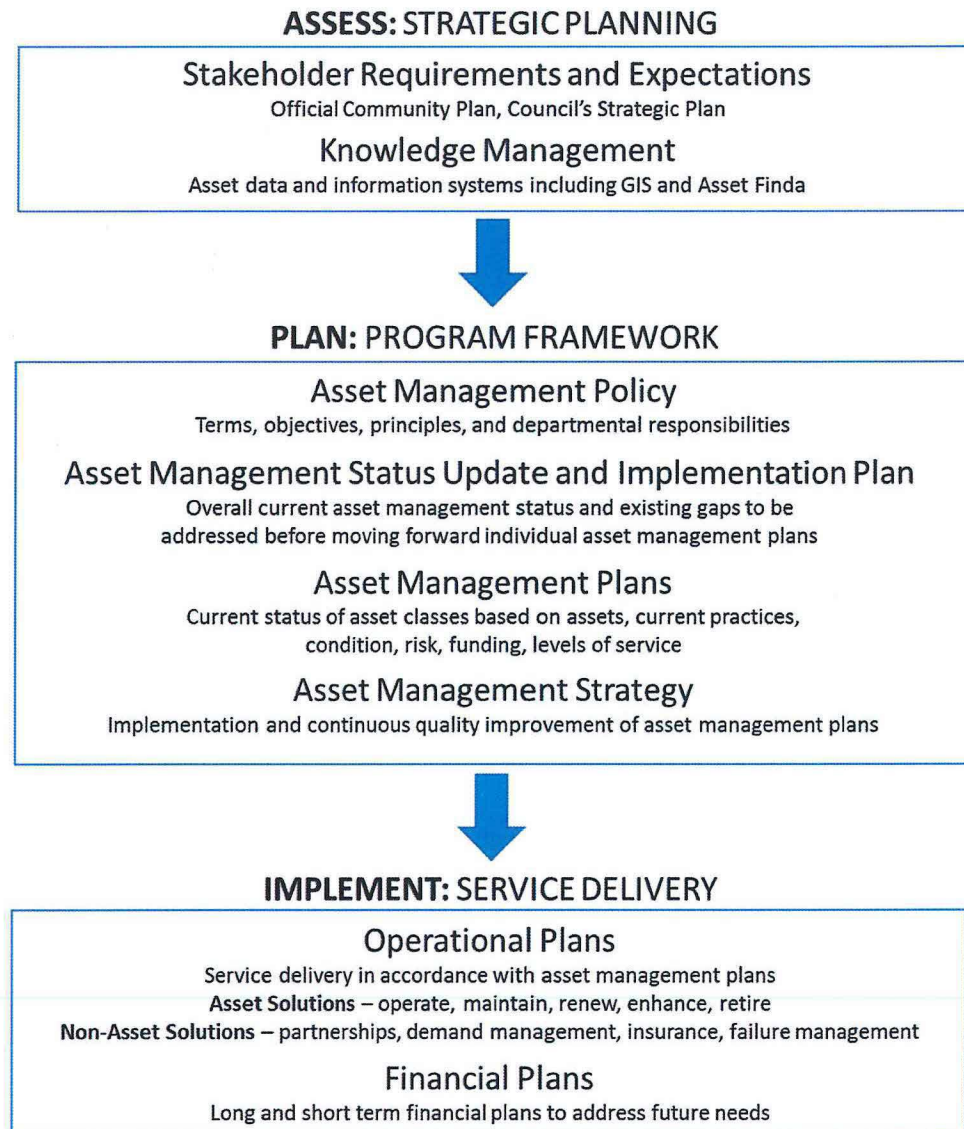 ASSESS: STRATEGIC PLANNING
Stakeholder Requirements and Expectations
Official Community Plan, Council's Strategic Plan
Knowledge Management
Asset data and information systems including GIS and Asset Finda
PLAN: PROGRAM FRAMEWORK
Asset Management Policy
Terms, objectives, principles, and departmental responsibilities
Asset Management Status Update and Implementation Plan
Overall current asset management status and existing gaps to be
addressed before moving forward individual asset management plans
Asset Management Plans
Current status of asset classes based on assets, current practices,
condition, risk, funding, levels of service
Asset Management Strategy
Implementation and continuous quality improvement of asset management plans
IMPLEMENT: SERVICE DELIVERY
Operational Plans
Service delivery in accordance with asset management plans
Asset Solutions – operate, maintain, renew, enhance, retire
Non-Asset Solutions – partnerships, demand management, insurance, failure management
Financial Plans
Long and short term financial plans to address future needs